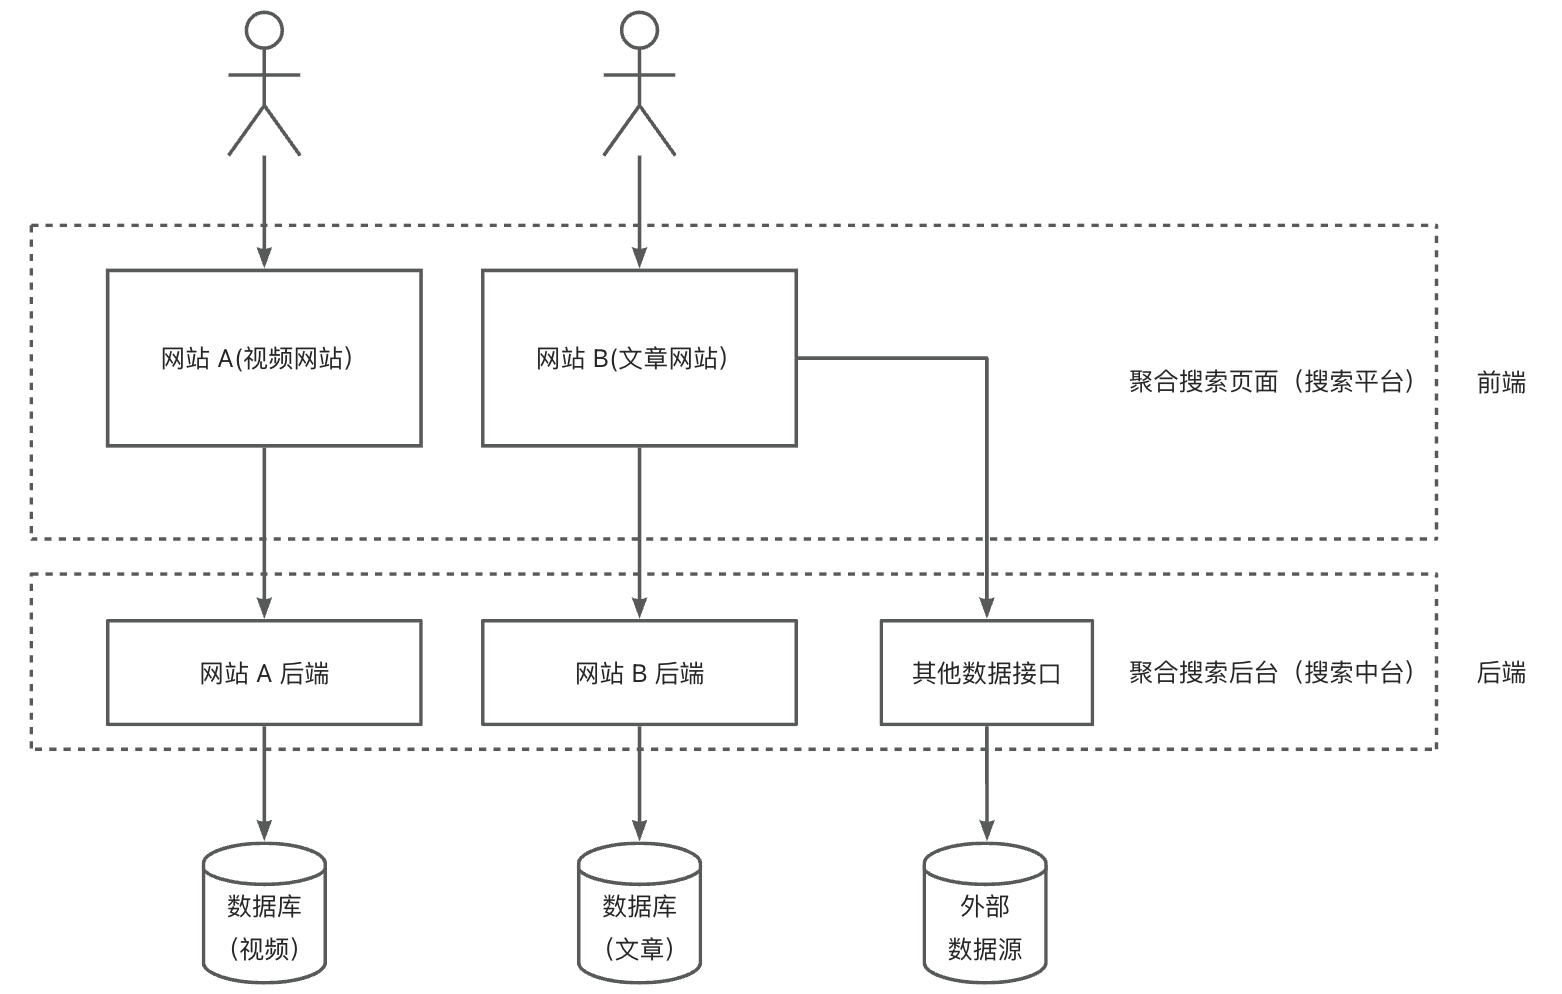 网站 A(视频网站）
网站 B(文章网站）
聚合搜索页面（搜索平台）
前端
网站 A 后端
网站 B 后端
其他数据接口
聚合搜索后台（搜索中台）
后端
数据库
（视频）
数据库
（文章）
外部
数据源